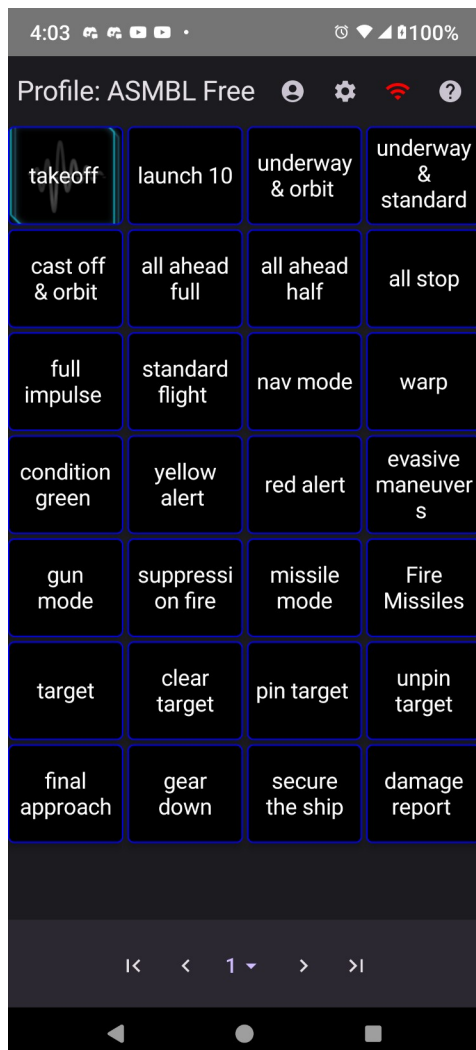 4:03
100%
Profile: ASMBL Free
takeoff
launch 10
underway
& orbit
underway
&
standard
cast off
& orbit
all ahead
full
all ahead
half
all stop
full
impulse
standard
flight
nav mode
warp
condition
green
yellow
alert
red alert
evasive
maneuver
s
gun
mode
suppressi
on fire
missile
mode
Fire
Missiles
target
clear
target
pin target
unpin
target
final
approach
gear
down
secure
the ship
damage
report
1